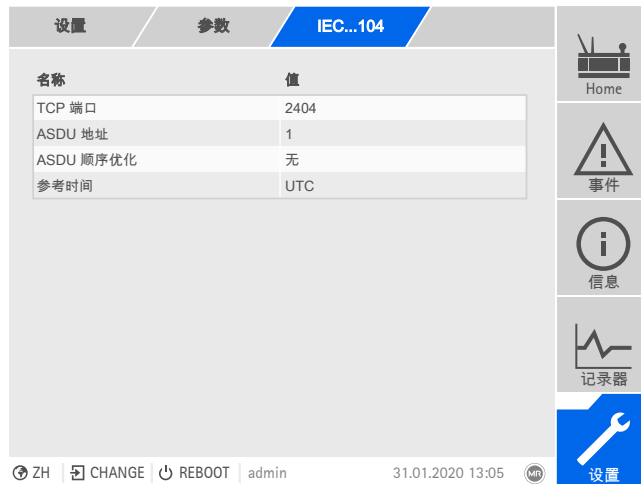 设置 参数 IEC...104
名称 值
TCP 端口 2404
ASDU 地址 1
ASDU 顺序优化 无
参考时间 UTC
Home
事件
信息
记录器
设置
ZH CHANGE REBOOT admin 31.01.2020 13:05 MR